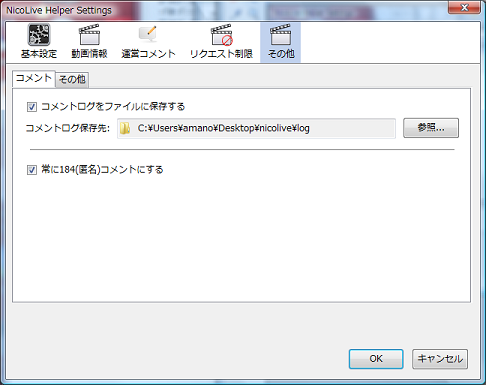 NicoLive Helper Settings
基本設定 動画情報 運営コメント リクエスト制限 その他
コメント その他
コメントログをファイルに保存する
コメントログ保存先: C:¥Users¥amano¥Desktop¥nicolive¥log 参照...
常に184(匿名)コメントにする
OK キャンセル